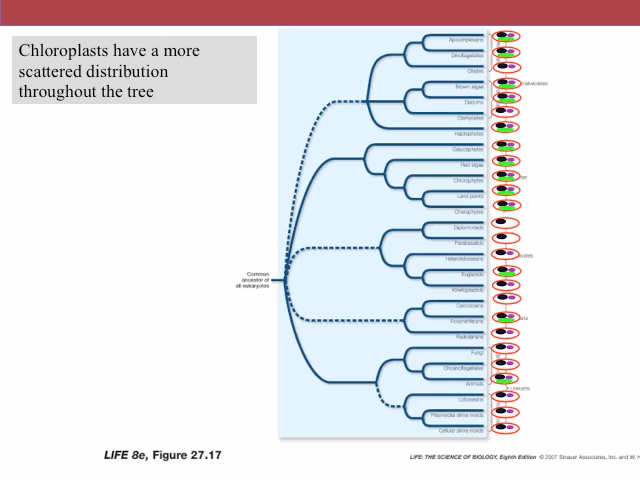 Chloroplasts have a more
scattered distribution
throughout the tree
Apicomplexans
Dinoflagellates
Ciliates
Brown algae
Diatoms
Oomycetes
Haptophytes
Glaucophytes
Red algae
Chlorophytes
Land plants
Charophytes
Diplomonads
Parabasalids
Heteroloboseans
Euglenids
Kinetoplastids
Common
ancestor of
all eukaryotes
Cercozoans
Foraminiferans
Radiolarians
Fungi
Choanoflagellates
Animals
Loboseans
Plasmodial slime molds
Cellular slime molds
LIFE 8e, Figure 27.17
LIFE: THE SCIENCE OF BIOLOGY, Eighth Edition © 2007 Sinauer Associates, Inc. and W. H